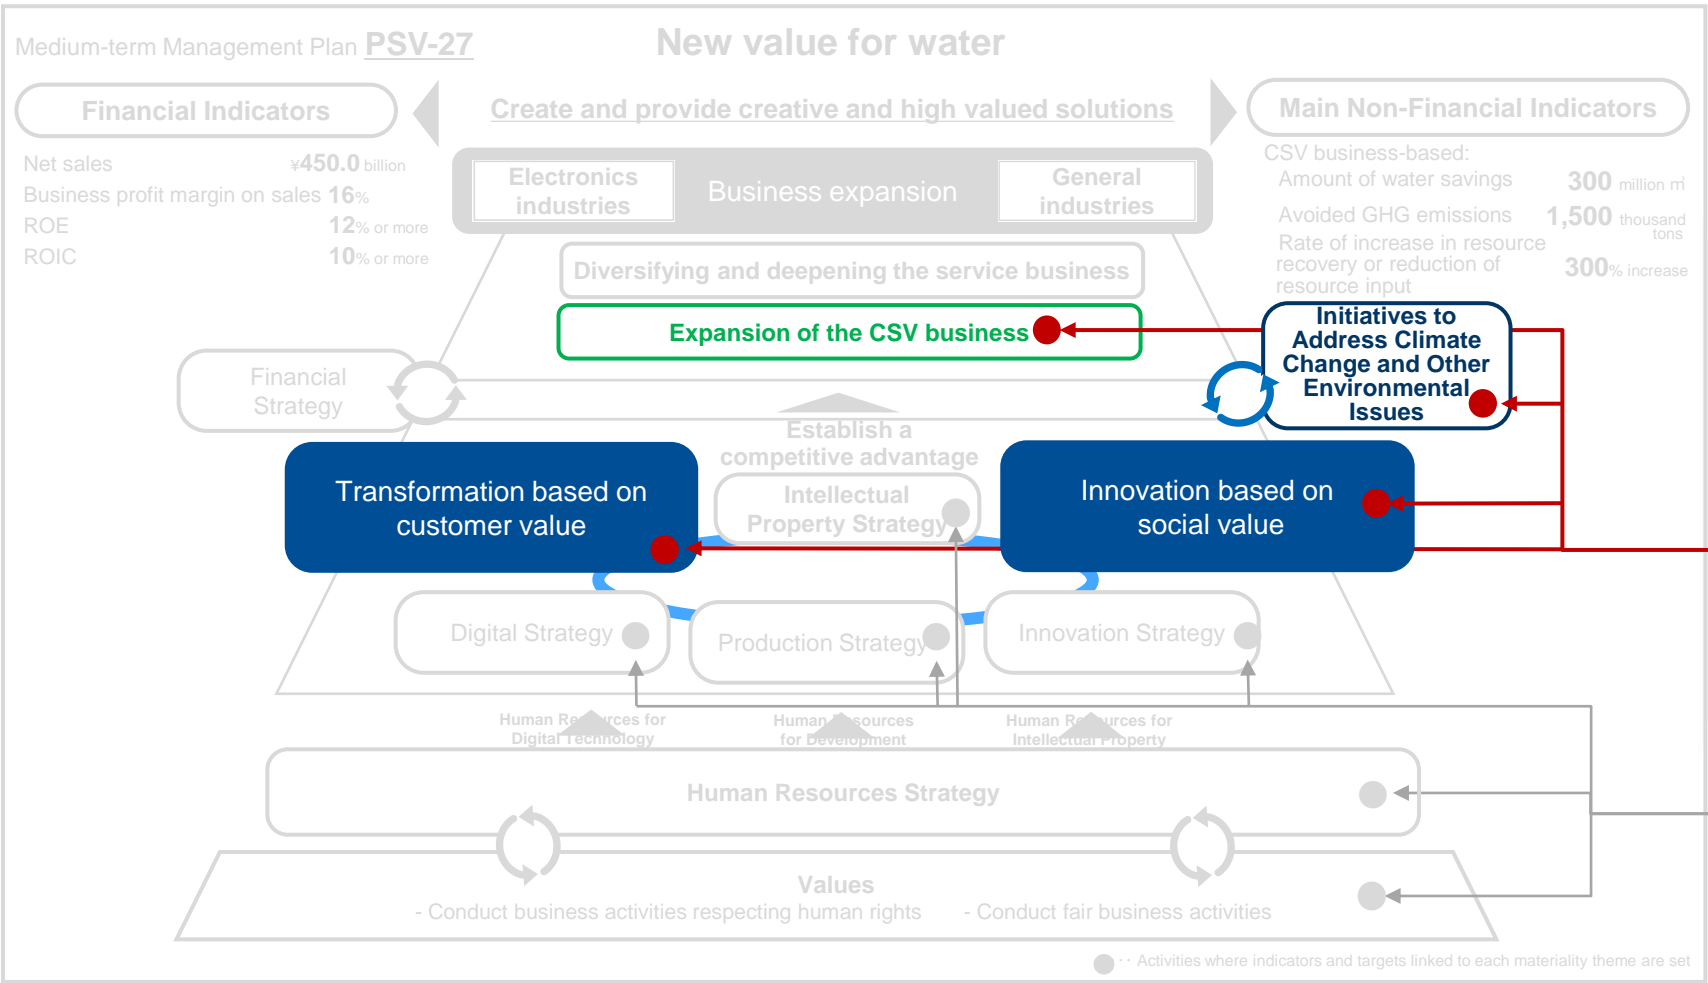 Medium-term Management Plan PSV-27
New value for water
Financial Indicators
Create and provide creative and high valued solutions
Main Non-Financial Indicators
Net sales ¥450.0 billion
Business profit margin on sales 16%
ROE 12% or more
ROIC 10% or more
Electronics
industries
Business expansion
General
industries
CSV business-based:
Amount of water savings 300 million ㎥
Avoided GHG emissions 1,500 thousand
tons
Rate of increase in resource
recovery or reduction of
resource input
300% increase
Diversifying and deepening the service business
Expansion of the CSV business
Initiatives to
Address Climate
Change and Other
Environmental
Issues
Financial
Strategy
Establish a
competitive advantage
Transformation based on
customer value
Intellectual
Property Strategy
Innovation based on
social value
Digital Strategy
Production Strategy
Innovation Strategy
Human Resources for
Digital Technology
Human Resources
for Development
Human Resources for
Intellectual Property
Human Resources Strategy
Values
- Conduct business activities respecting human rights
- Conduct fair business activities
･･ Activities where indicators and targets linked to each materiality theme are set